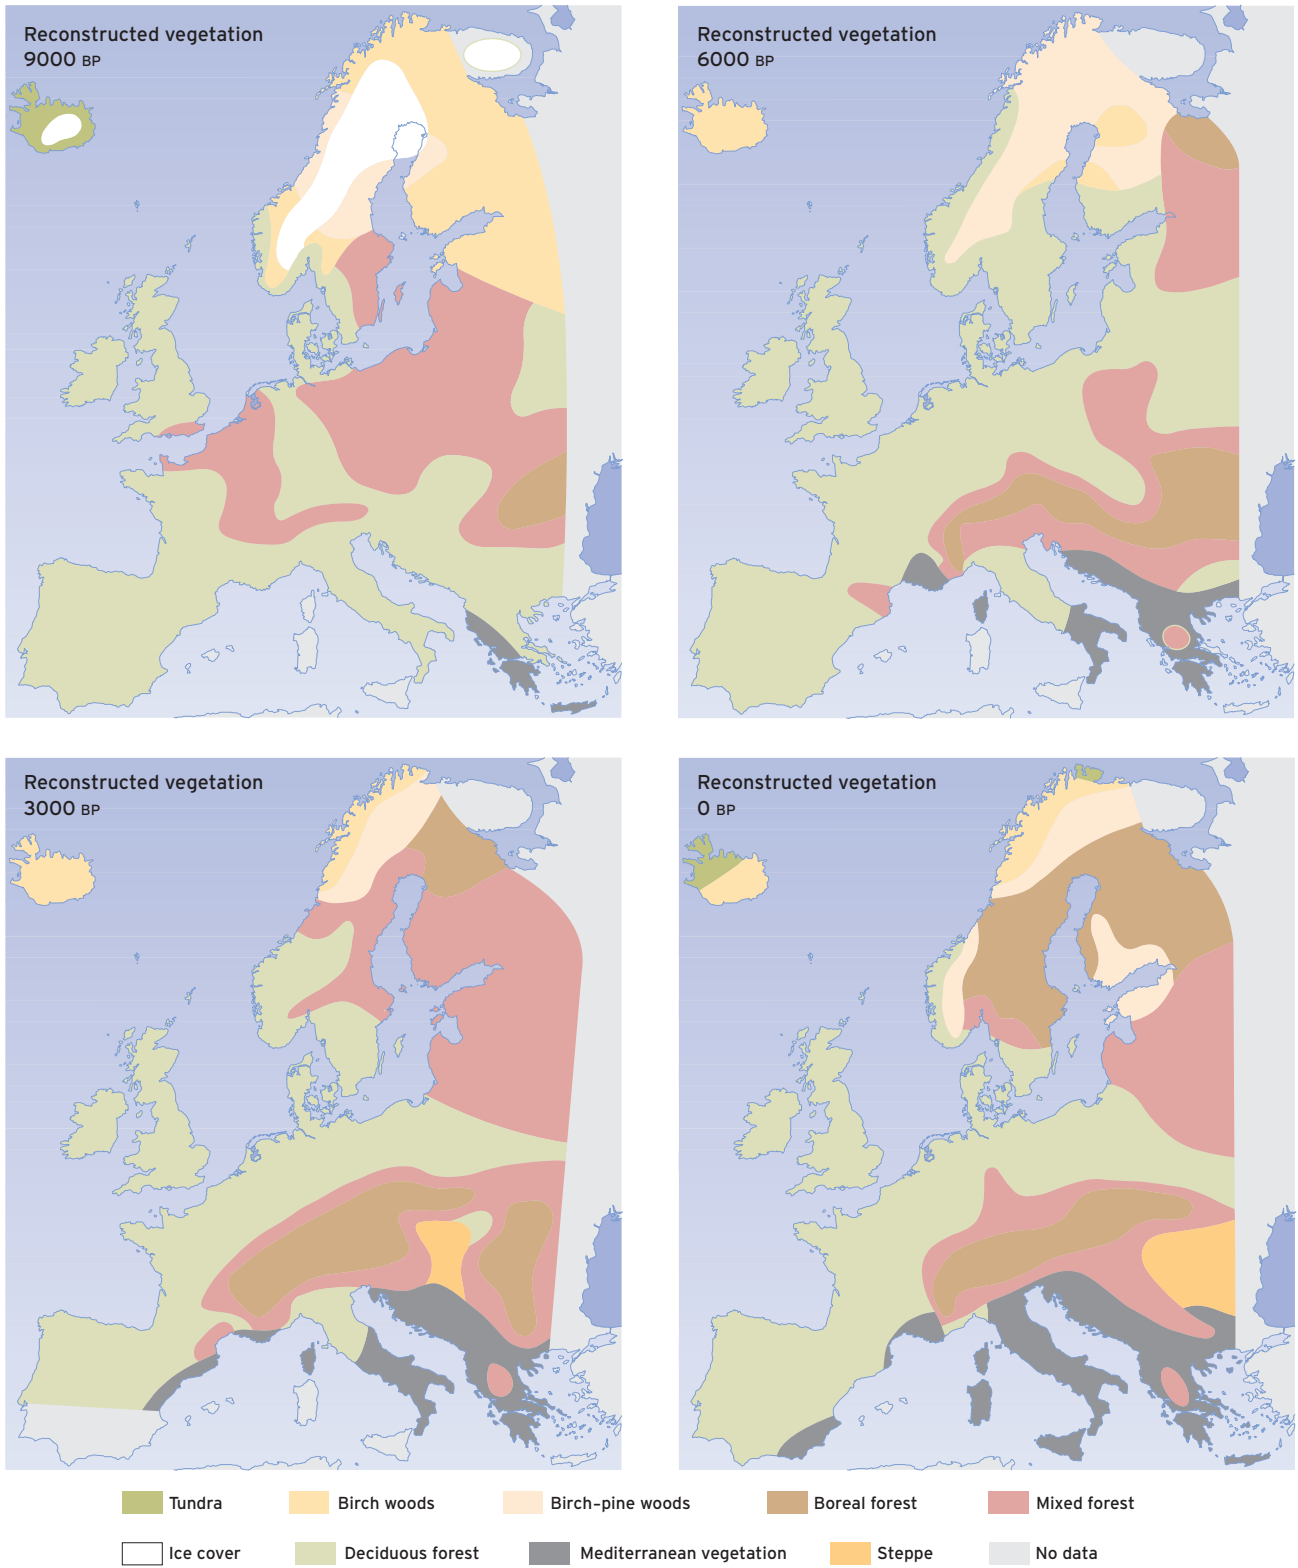 Reconstructed vegetation
9000 BP
Reconstructed vegetation
6000 BP
Reconstructed vegetation
3000 BP
Reconstructed vegetation
0 BP
Tundra
Birch woods
Birch-pine woods
Boreal forest
Mixed forest
Ice cover
Deciduous forest
Mediterranean vegetation
Steppe
No data